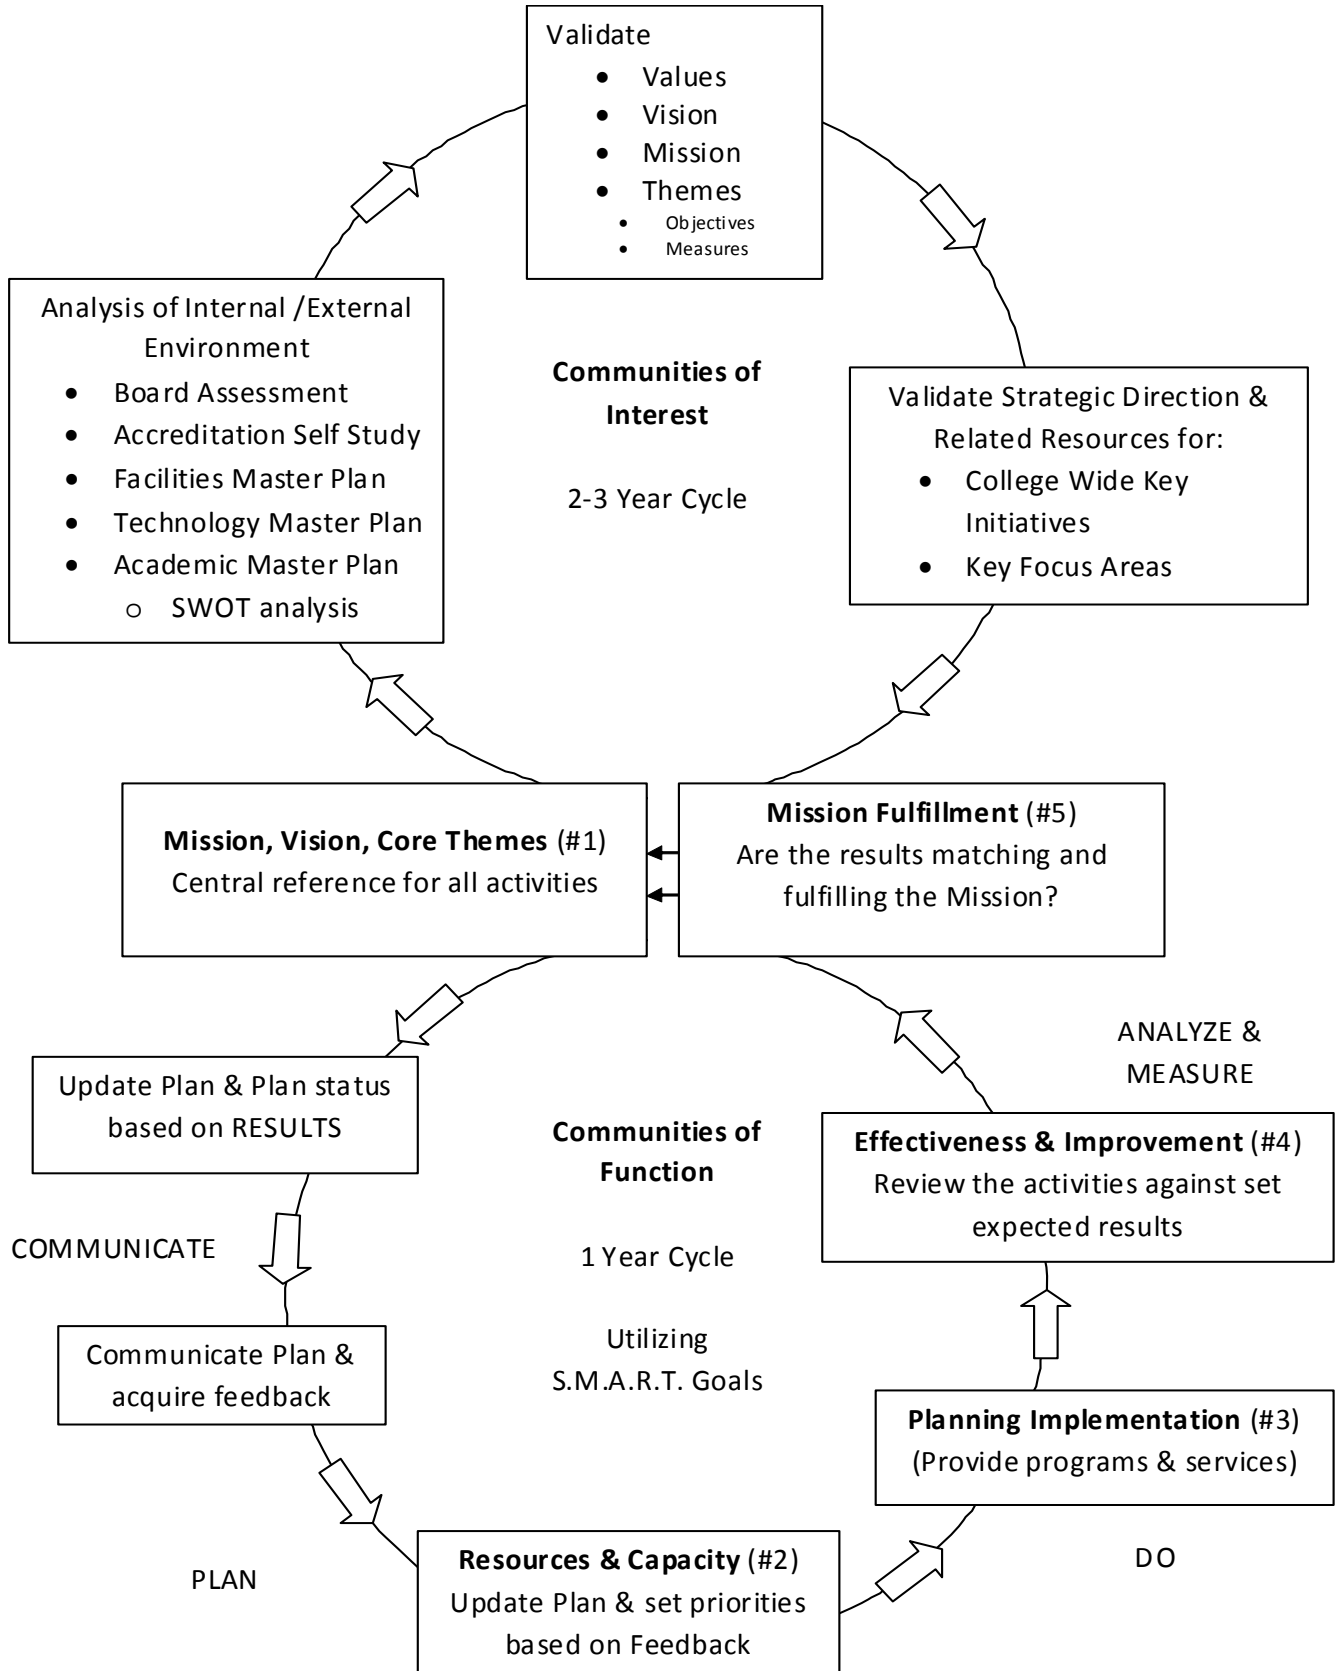 Validate
• Values
• Vision
• Mission
• Themes
• Objectives
• Measures
Analysis of Internal /External
Environment
• Board Assessment
• Accreditation Self Study
• Facilities Master Plan
• Technology Master Plan
• Academic Master Plan
o SWOT analysis
Communities of
Interest
2-3 Year Cycle
Validate Strategic Direction &
Related Resources for:
• College Wide Key
Initiatives
• Key Focus Areas
Mission, Vision, Core Themes (#1)
Central reference for all activities
Mission Fulfillment (#5)
Are the results matching and
fulfilling the Mission?
ANALYZE &
MEASURE
Update Plan & Plan status
based on RESULTS
Communities of
Function
1 Year Cycle
Utilizing
S.M.A.R.T. Goals
Effectiveness & Improvement (#4)
Review the activities against set
expected results
COMMUNICATE
Communicate Plan &
acquire feedback
Planning Implementation (#3)
(Provide programs & services)
PLAN
Resources & Capacity (#2)
Update Plan & set priorities
based on Feedback
DO